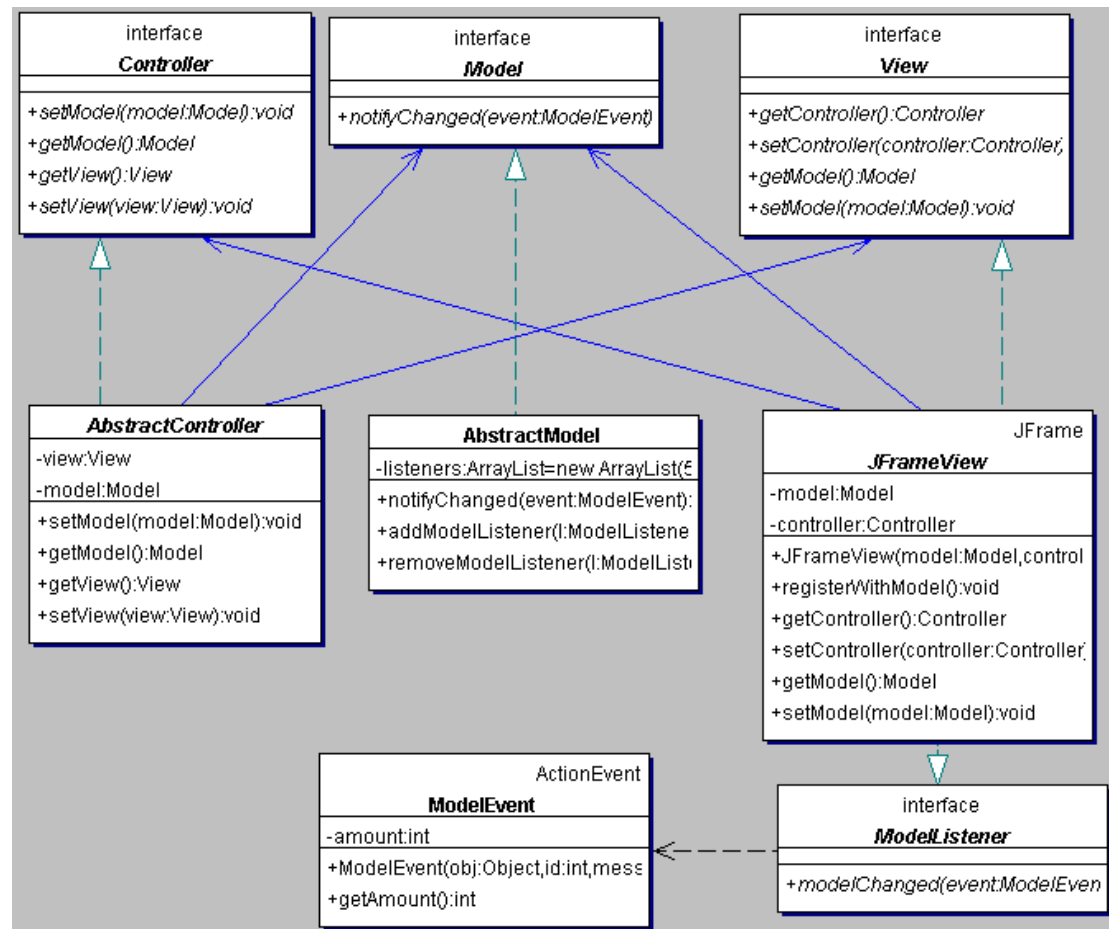 interface
Controller
+setModel(model:Model):void
+getModel():Model
+getView():View
+setView(view:View):void
interface
Model
+notifyChanged(event:ModelEvent)
interface
View
+getController():Controller
+setController(controller:Controller)
+getModel():Model
+setModel(model:Model):void
AbstractController
-view:View
-model:Model
+setModel(model:Model):void
+getModel():Model
+getView():View
+setView(view:View):void
AbstractModel
-listeners:ArrayList=new ArrayList(5
+notifyChanged(event:ModelEvent):
+addModelListener(l:ModelListene
+removeModelListener(l:ModelListe
JFrame
JFrameView
-model:Model
-controller:Controller
+JFrameView(model:Model,control
+registerWithModel():void
+getController():Controller
+setController(controller:Controller)
+getModel():Model
+setModel(model:Model):void
ActionEvent
ModelEvent
-amount:int
+ModelEvent(obj:Object,id:int,mess
+getAmount():int
interface
ModelListener
+modelChanged(event:ModelEven